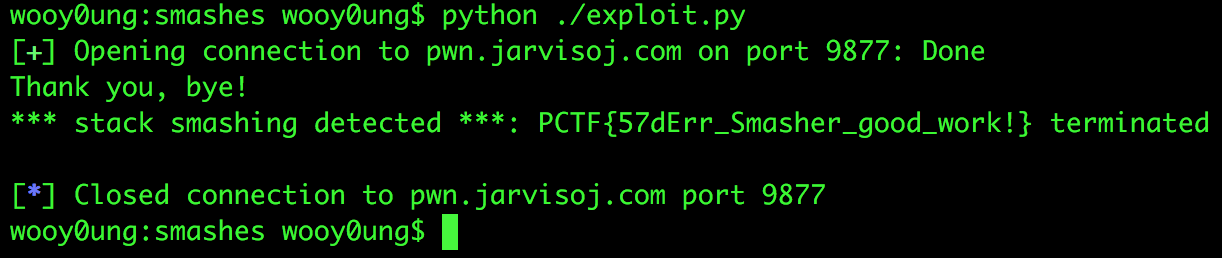 wooy0ung:smashes wooy0ung$ python ./exploit.py
[+] Opening connection to pwn.jarvisoj.com on port 9877: Done
Thank you, bye!
*** stack smashing detected ***: PCTF{57dErr_Smasher_good_work!} terminated
[*] Closed connection to pwn.jarvisoj.com port 9877
wooy0ung:smashes wooy0ung$